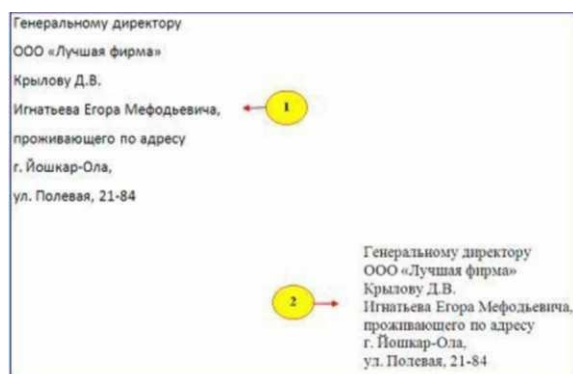 Генеральному директору
ООО «Лучшая фирма»
Крылову Д.В.
Игнатьева Егора Мефодьевича,
1
проживающего по адресу
г. Йошкар-Ола,
ул. Полевая, 21-84
Генеральному директору
ООО «Лучшая фирма»
Крылову Д.В.
2
Игнатьева Егора Мефодьевича,
проживающего по адресу
г. Йошкар-Ола,
ул. Полевая, 21-84